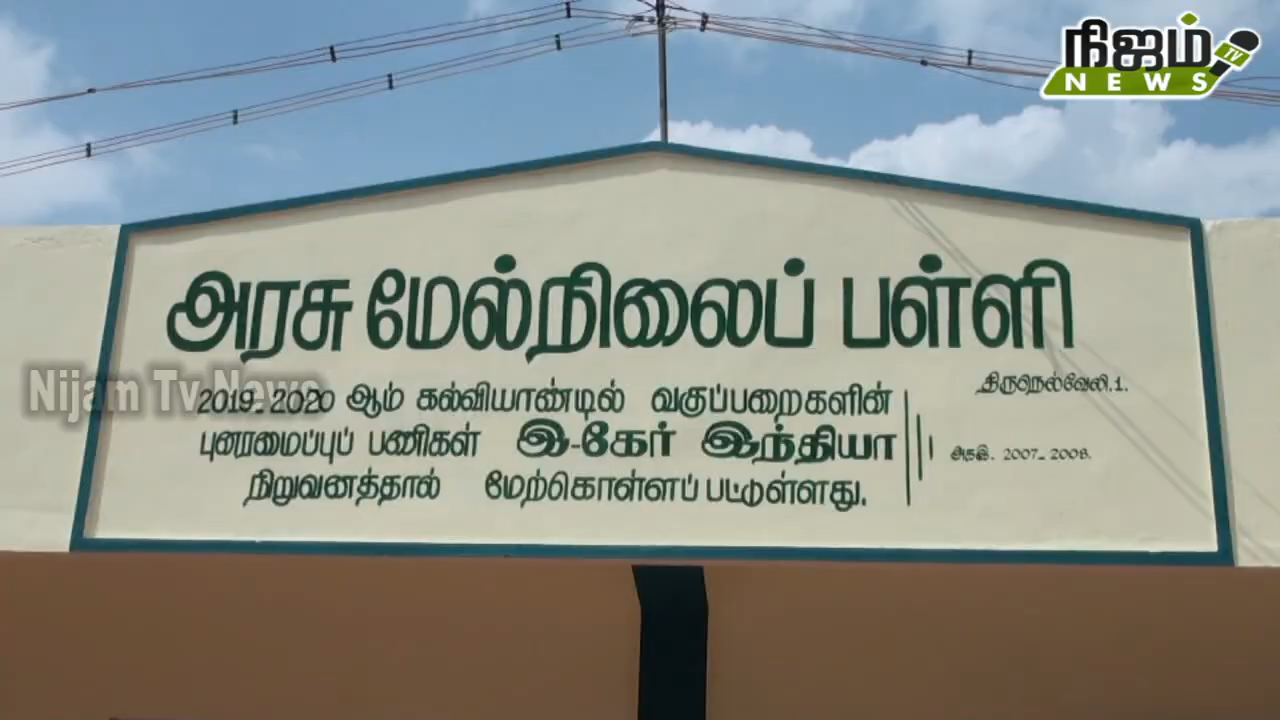 நிஜம் TV
NEWS
அரசு மேல்நிலைப் பள்ளி
திருநெல்வேலி.1.
Nijam Tv News
2019-2020 ஆம் கல்வியாண்டில் வகுப்பறைகளின்
புனரமைப்புப் பணிகள் இ-கேர் இந்தியா
நிறுவனத்தால் மேற்கொள்ளப் பட்டுள்ளது.
2007-2008.